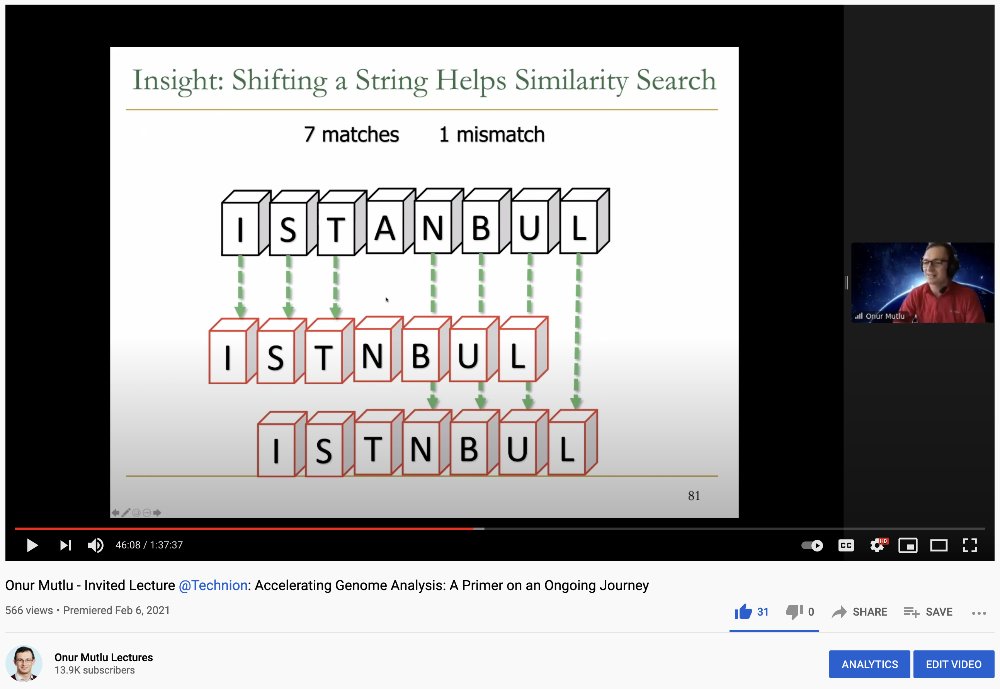 Insight: Shifting a String Helps Similarity Search
7 matches 1 mismatch
I S T A N B U L
I S T N B U L
I S T N B U L
81
Onur Mutlu
46:08 / 1:37:37
CC
HD
Onur Mutlu - Invited Lecture @Technion: Accelerating Genome Analysis: A Primer on an Ongoing Journey
566 views • Premiered Feb 6, 2021
31 0 SHARE SAVE
Onur Mutlu Lectures
13.9K subscribers
ANALYTICS EDIT VIDEO